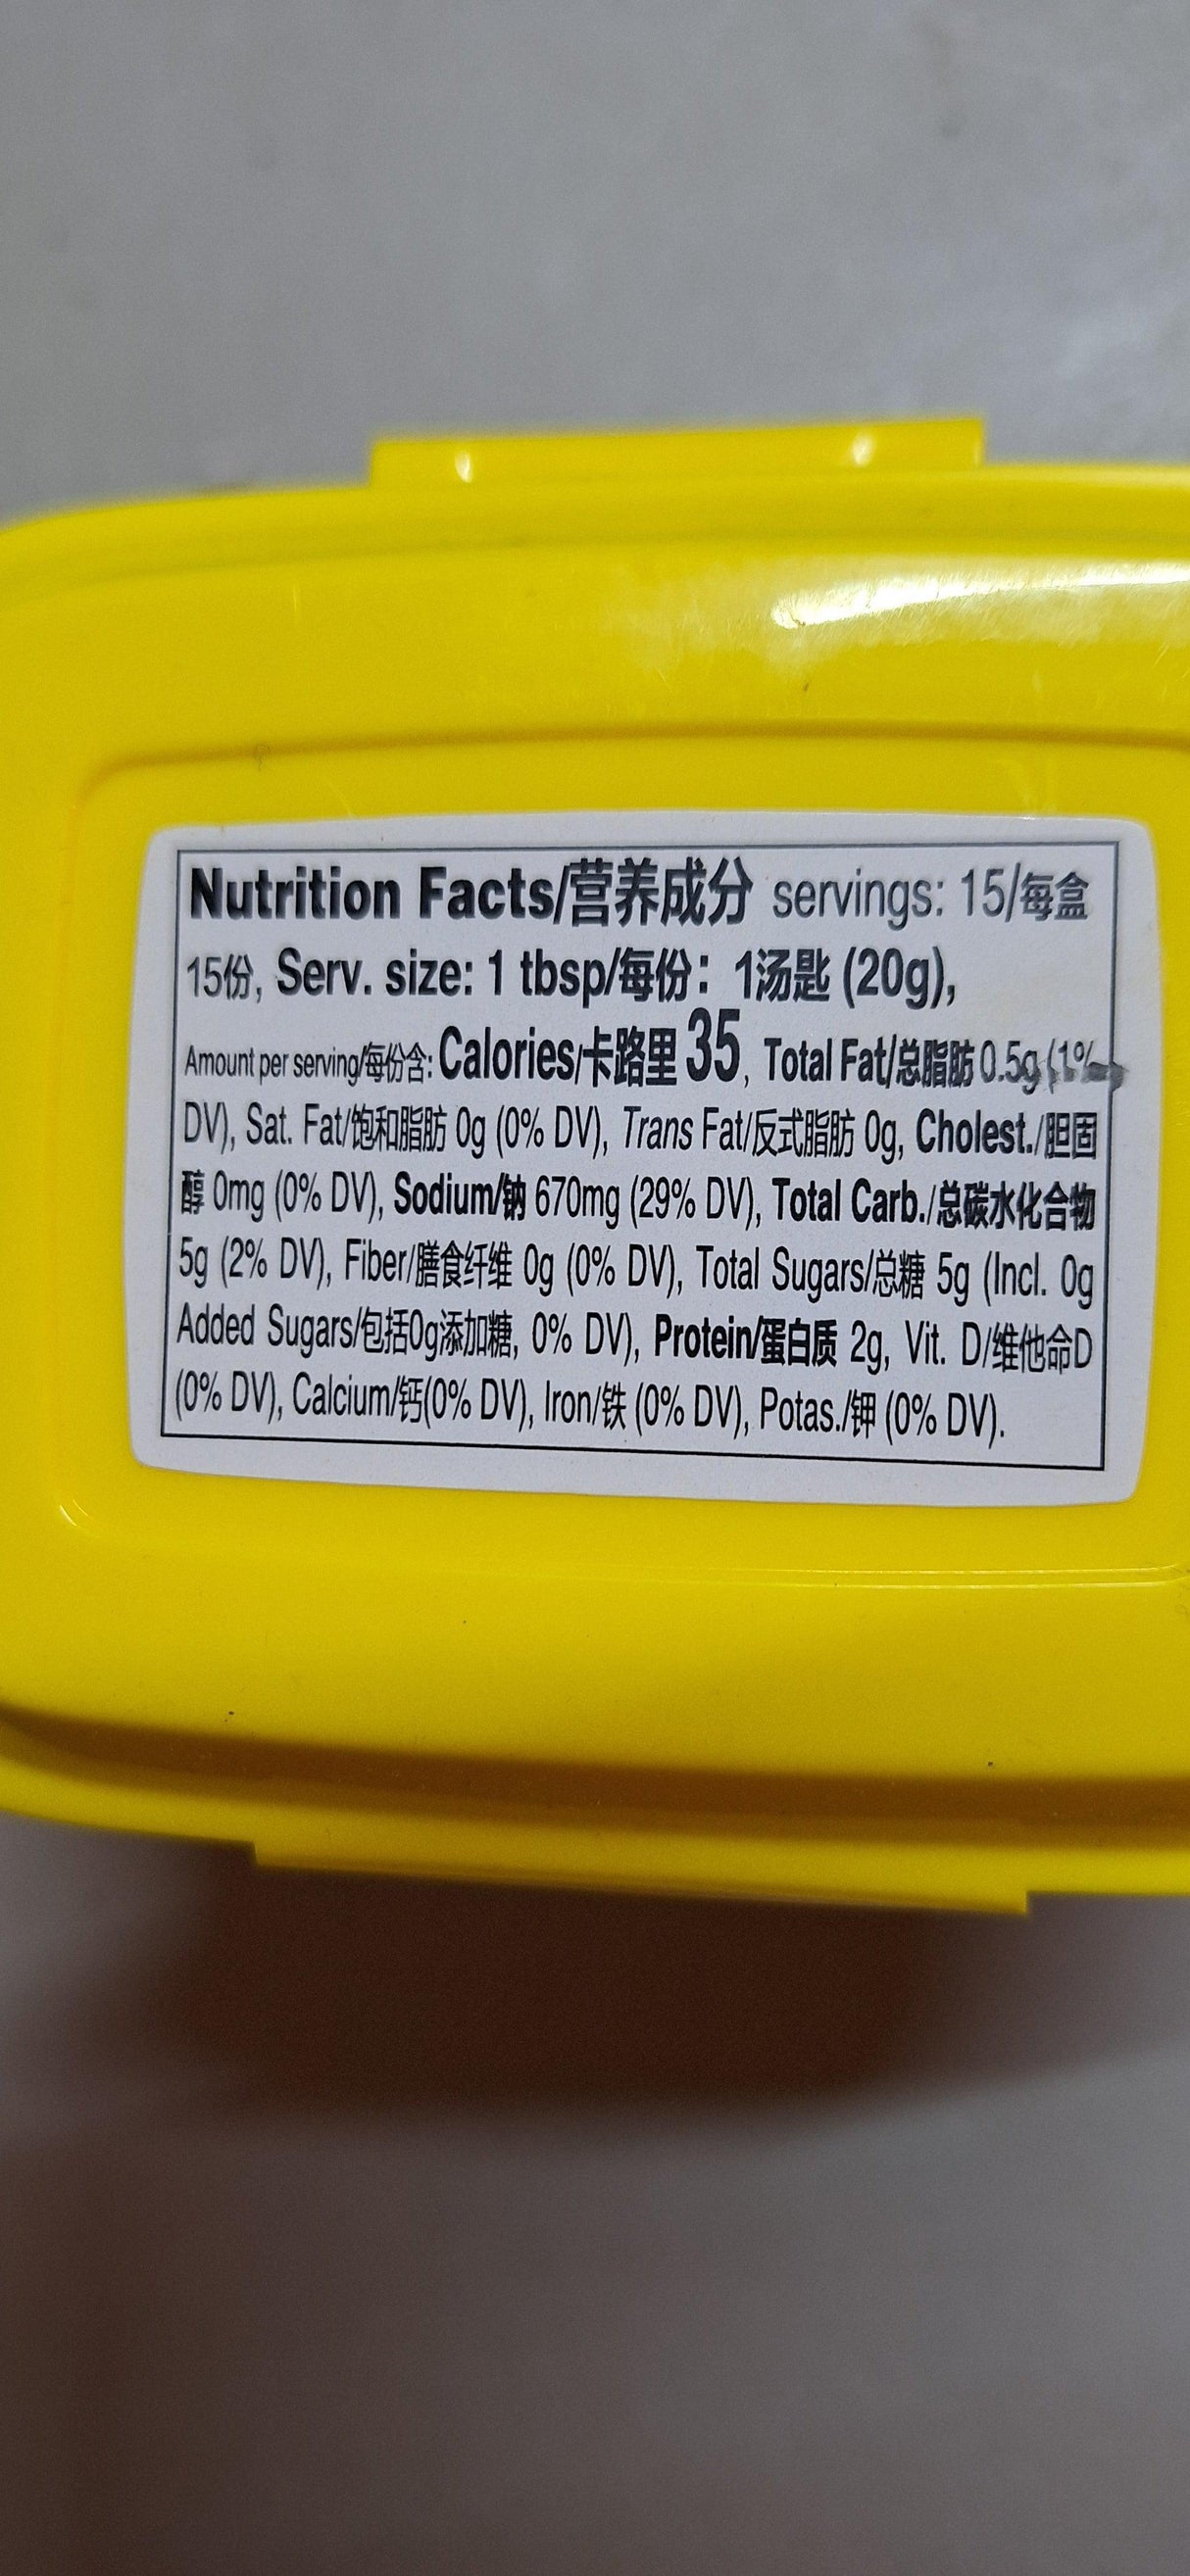 Nutrition Facts/营养成分 servings: 15/每盒
15份, Serv. size: 1 tbsp/每份：1汤匙 (20g),
Amount per serving/每份含: Calories/卡路里 35, Total Fat/总脂肪 0.5g (1%
DV), Sat. Fat/饱和脂肪 0g (0% DV), Trans Fat/反式脂肪 0g, Cholest./胆固
醇 0mg (0% DV), Sodium/钠 670mg (29% DV), Total Carb./总碳水化合物
5g (2% DV), Fiber/膳食纤维 0g (0% DV), Total Sugars/总糖 5g (Incl. 0g
Added Sugars/包括0g添加糖, 0% DV), Protein/蛋白质 2g, Vit. D/维他命D
(0% DV), Calcium/钙(0% DV), Iron/铁 (0% DV), Potas./钾 (0% DV).